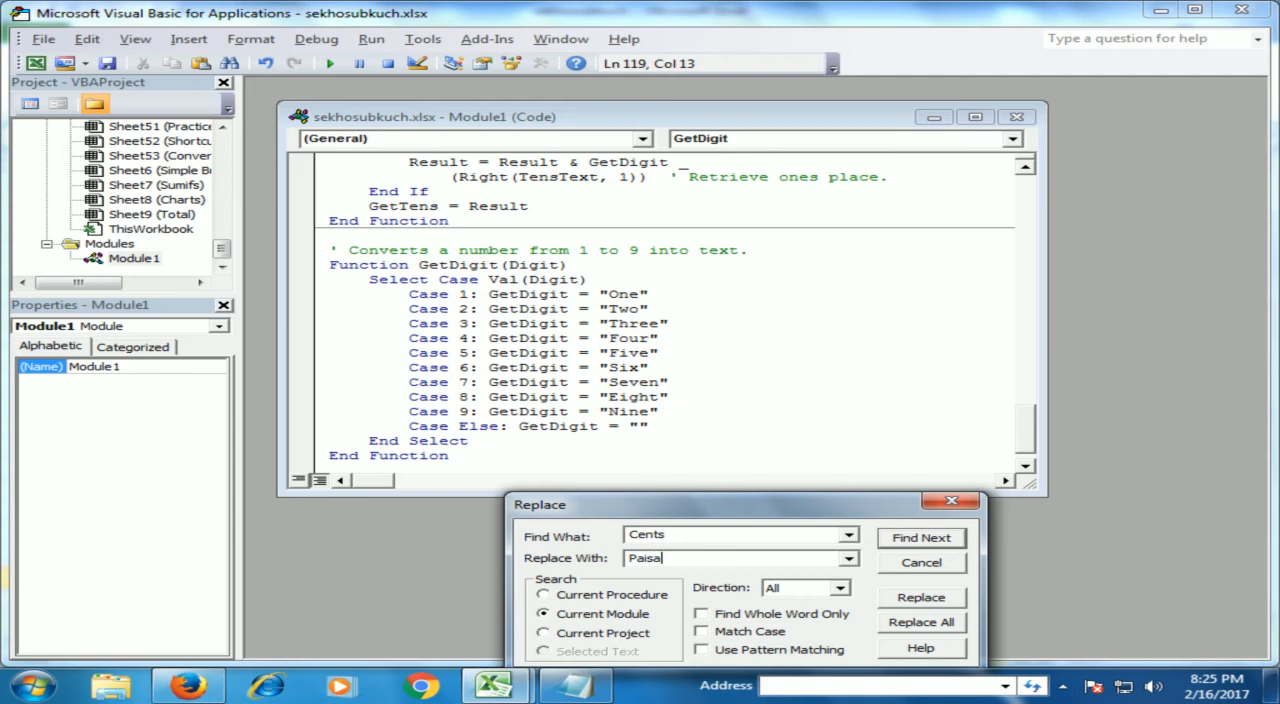 Microsoft Visual Basic for Applications - sekhosubkuch.xlsx
File Edit View Insert Format Debug Run Tools Add-Ins Window Help
Type a question for help
Ln 119, Col 13
Project - VBAProject
Sheet51 (Practice
Sheet52 (Shortcu
Sheet53 (Conver
Sheet6 (Simple B
Sheet7 (Sumifs)
Sheet8 (Charts)
Sheet9 (Total)
ThisWorkbook
Modules
Module1
Properties - Module1
Module1 Module
Alphabetic Categorized
(Name) Module1
sekhosubkuch.xlsx - Module1 (Code)
(General) GetDigit
Result = Result & GetDigit _
(Right(TensText, 1)) ' Retrieve ones place.
End If
GetTens = Result
End Function
' Converts a number from 1 to 9 into text.
Function GetDigit(Digit)
Select Case Val(Digit)
Case 1: GetDigit = "One"
Case 2: GetDigit = "Two"
Case 3: GetDigit = "Three"
Case 4: GetDigit = "Four"
Case 5: GetDigit = "Five"
Case 6: GetDigit = "Six"
Case 7: GetDigit = "Seven"
Case 8: GetDigit = "Eight"
Case 9: GetDigit = "Nine"
Case Else: GetDigit = ""
End Select
End Function
Replace
Find What: Cents
Replace With: Paisa
Search
Current Procedure
Current Module
Current Project
Selected Text
Direction: All
Find Whole Word Only
Match Case
Use Pattern Matching
Find Next
Cancel
Replace
Replace All
Help
Address
8:25 PM
2/16/2017